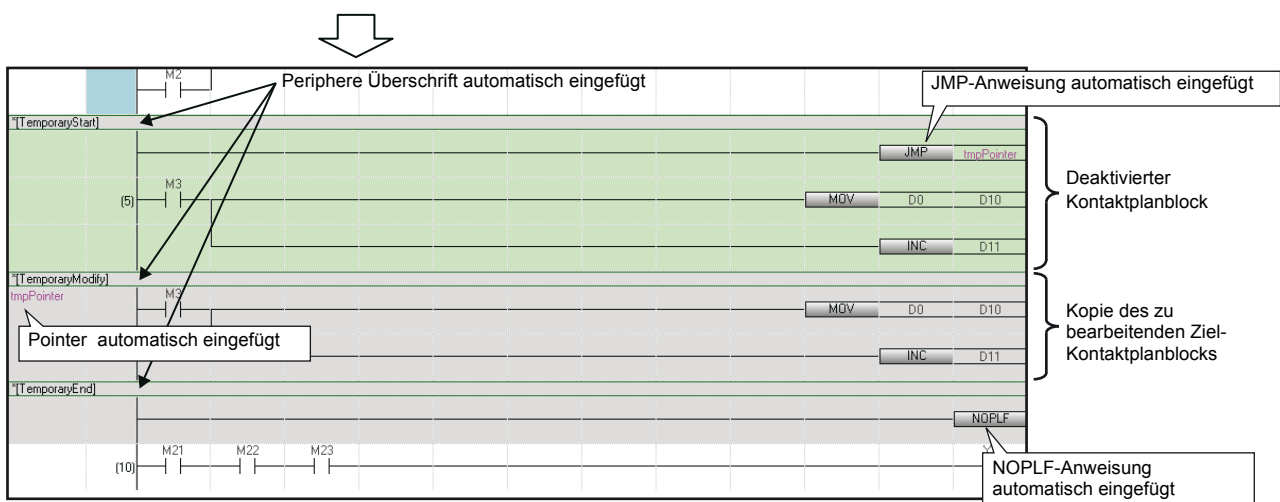 M2
Periphere Überschrift automatisch eingefügt
JMP-Anweisung automatisch eingefügt
*[TemporaryStart]
JMP tmpPointer
Deaktivierter
Kontaktplanblock
M3
(5) MOV D0 D10
INC D11
*[TemporaryModify]
tmpPointer M3
MOV D0 D10
Kopie des zu
bearbeitenden Ziel-
Kontaktplanblocks
Pointer automatisch eingefügt
INC D11
*[TemporaryEnd]
NOPLF
M21 M22 M23
(10)
NOPLF-Anweisung
automatisch eingefügt